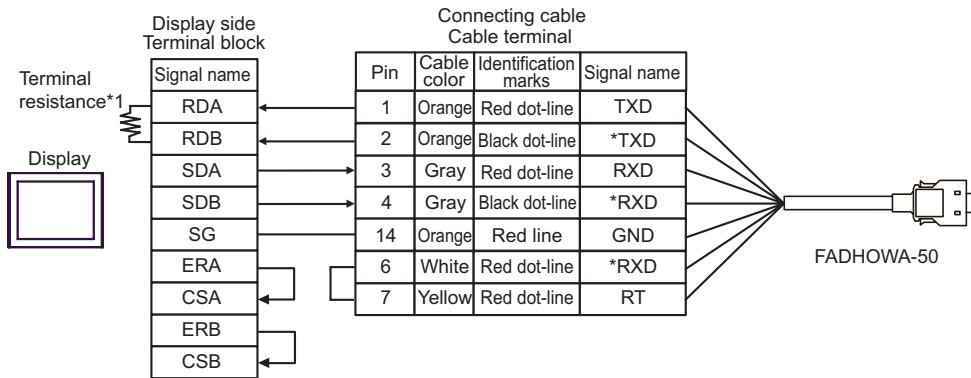 Display side
Terminal block
Connecting cable
Cable terminal
Terminal
resistance*1
Display
Signal name
RDA
RDB
SDA
SDB
SG
ERA
CSA
ERB
CSB
Pin Cable color Identification marks Signal name
1 Orange Red dot-line TXD
2 Orange Black dot-line *TXD
3 Gray Red dot-line RXD
4 Gray Black dot-line *RXD
14 Orange Red line GND
6 White Red dot-line *RXD
7 Yellow Red dot-line RT
FADHOWA-50